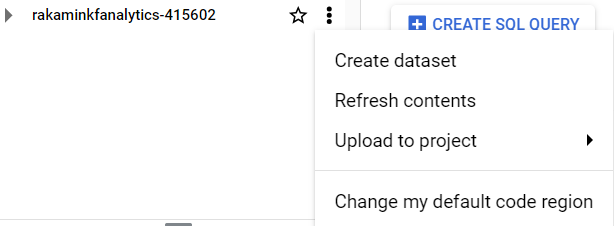 rakaminkfanalytics-415602
CREATE SQL QUERY
Create dataset
Refresh contents
Upload to project
Change my default code region